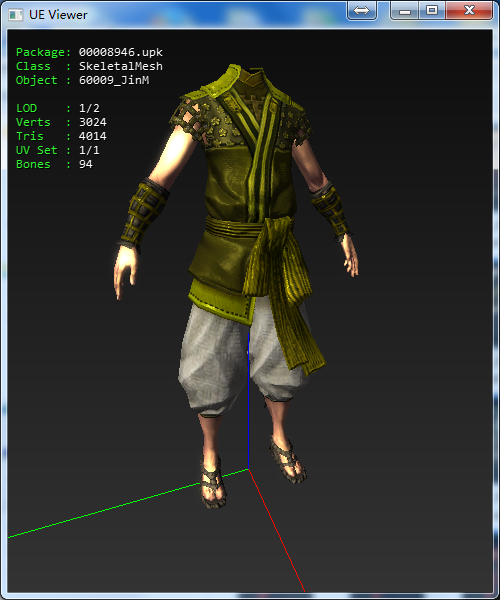 UE Viewer
Package: 00008946.upk
Class : SkeletalMesh
Object : 60009_JinM
LOD : 1/2
Verts : 3024
Tris : 4014
UV Set : 1/1
Bones : 94